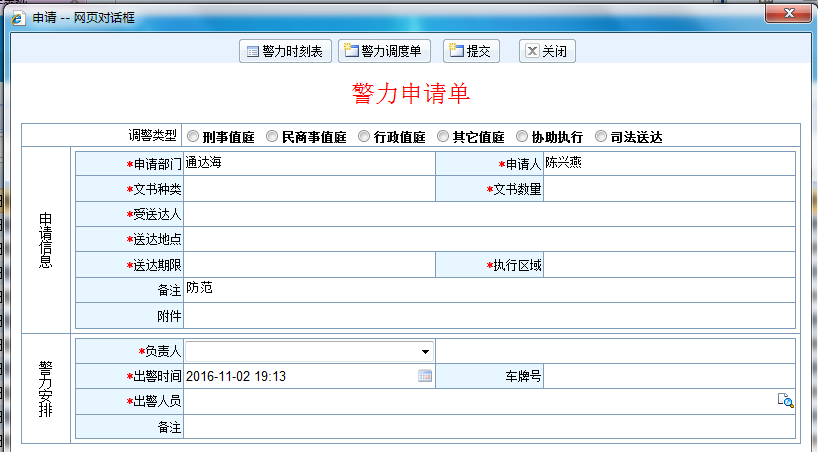 申请 -- 网页对话框
警力时刻表 警力调度单 提交 关闭
警力申请单
调警类型 刑事值庭 民商事值庭 行政值庭 其它值庭 协助执行 司法送达
申请信息
*申请部门 通达海 *申请人 陈兴燕
*文书种类 *文书数量
*受送达人
*送达地点
*送达期限 *执行区域
备注 防范
附件
警力安排
*负责人
*出警时间 2016-11-02 19:13 车牌号
*出警人员
备注